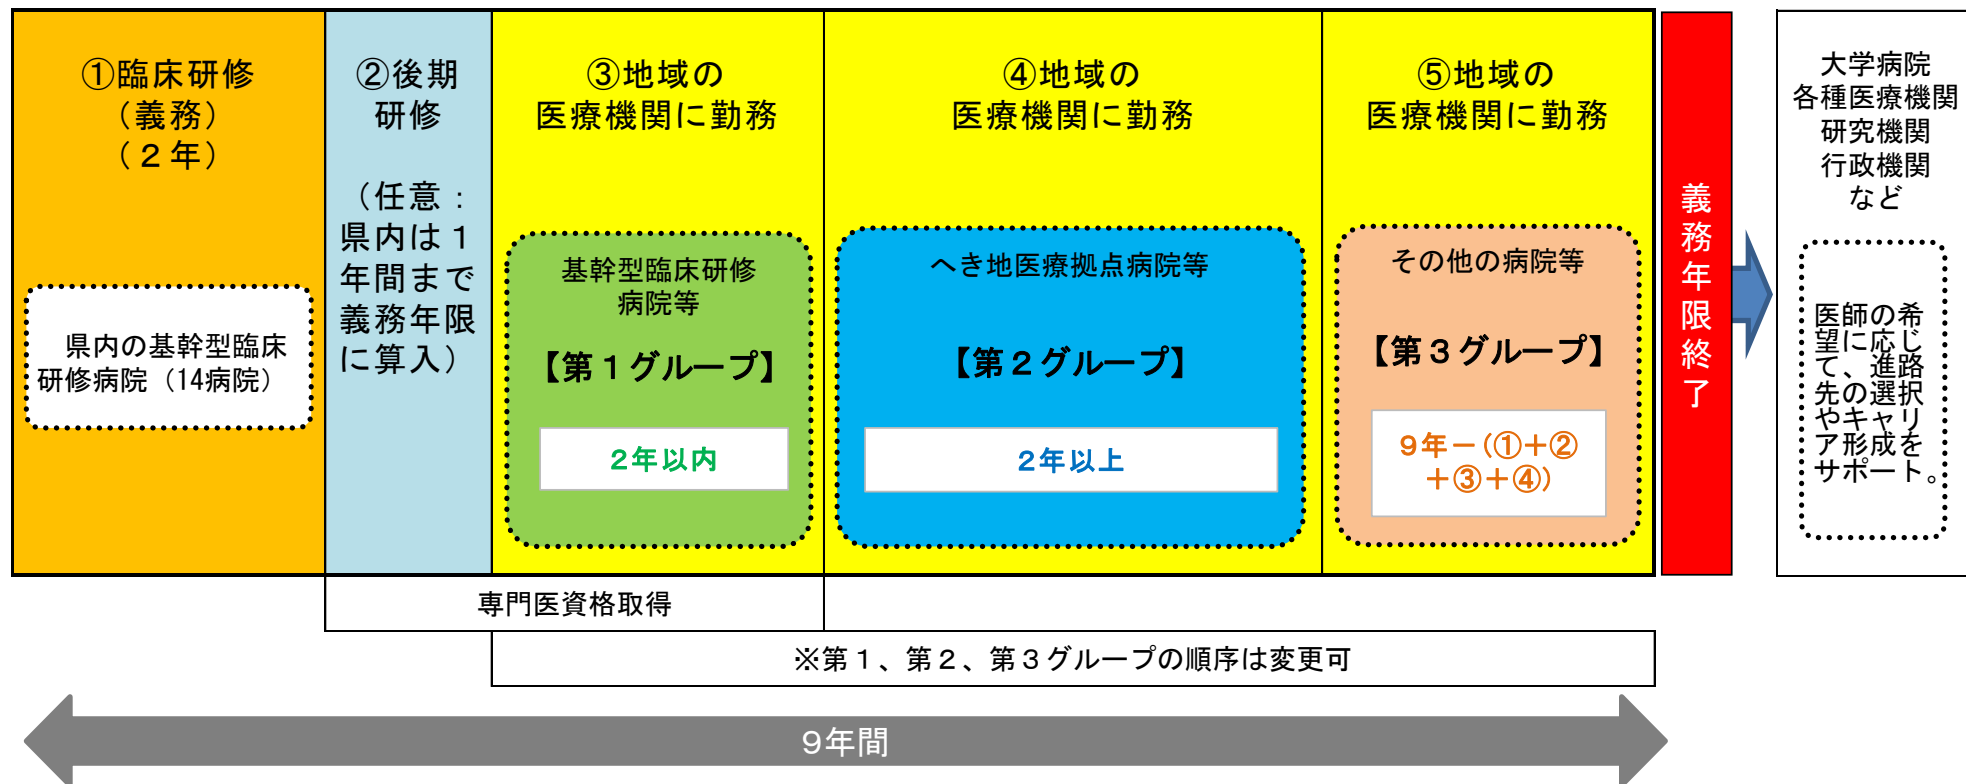 ①臨床研修
（義務）
（２年）
県内の基幹型臨床
研修病院（14病院）
②後期
研修
（任意：
県内は１
年間まで
義務年限
に算入）
③地域の
医療機関に勤務
基幹型臨床研修
病院等
【第１グループ】
２年以内
④地域の
医療機関に勤務
へき地医療拠点病院等
【第２グループ】
２年以上
⑤地域の
医療機関に勤務
その他の病院等
【第３グループ】
９年－(①＋②
＋③＋④)
義務年限終了
大学病院
各種医療機関
研究機関
行政機関
など
医師の希
望に応じ
て、進路
先の選択
やキャリ
ア形成を
サポート。
専門医資格取得
※第１、第２、第３グループの順序は変更可
９年間